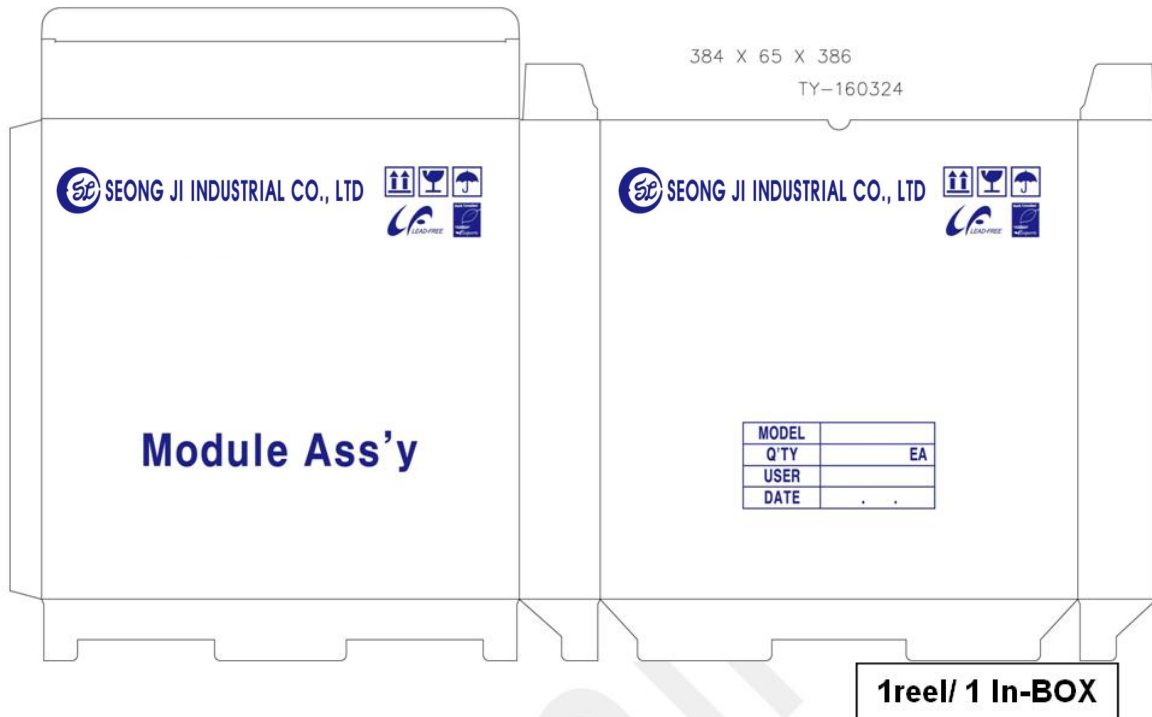 384 X 65 X 386
TY-160324
SEONG JI INDUSTRIAL CO., LTD
LEAD-FREE
SEONG JI INDUSTRIAL CO., LTD
LEAD-FREE
Module Ass'y
MODEL
Q'TY EA
USER
DATE . .
1reel/ 1 In-BOX